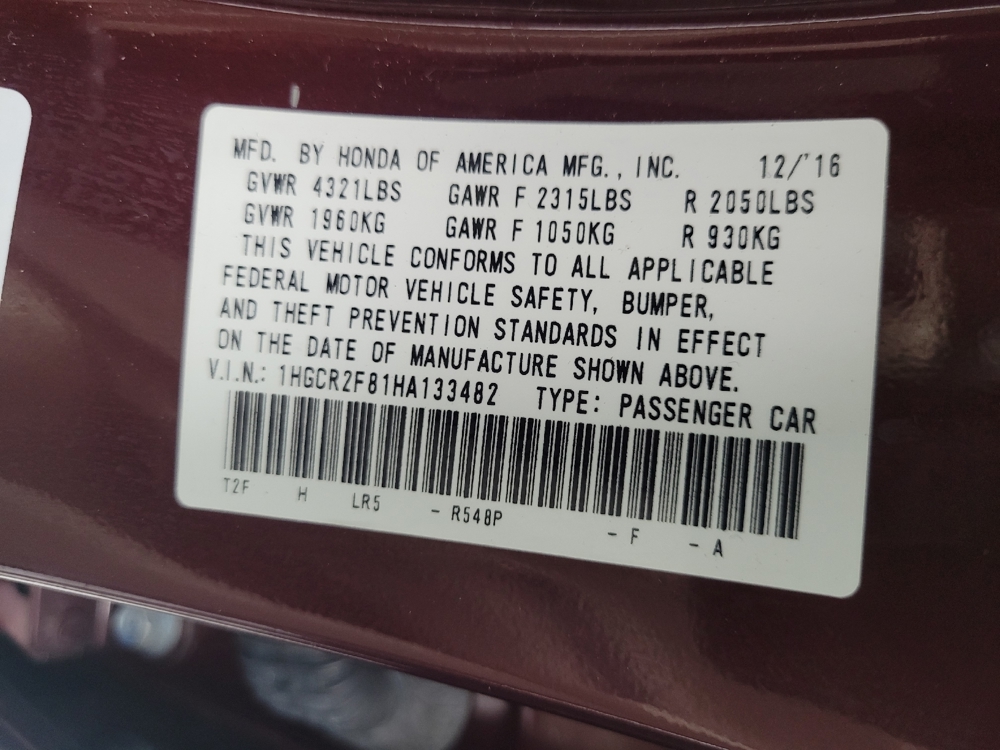 MFD. BY HONDA OF AMERICA MFG., INC. 12/'16
GVWR 4321LBS GAWR F 2315LBS R 2050LBS
GVWR 1960KG GAWR F 1050KG R 930KG
THIS VEHICLE CONFORMS TO ALL APPLICABLE
FEDERAL MOTOR VEHICLE SAFETY, BUMPER,
AND THEFT PREVENTION STANDARDS IN EFFECT
ON THE DATE OF MANUFACTURE SHOWN ABOVE.
V.I.N.: 1HGCR2F81HA133482 TYPE: PASSENGER CAR
T2F H LR5 - R548P - F - A